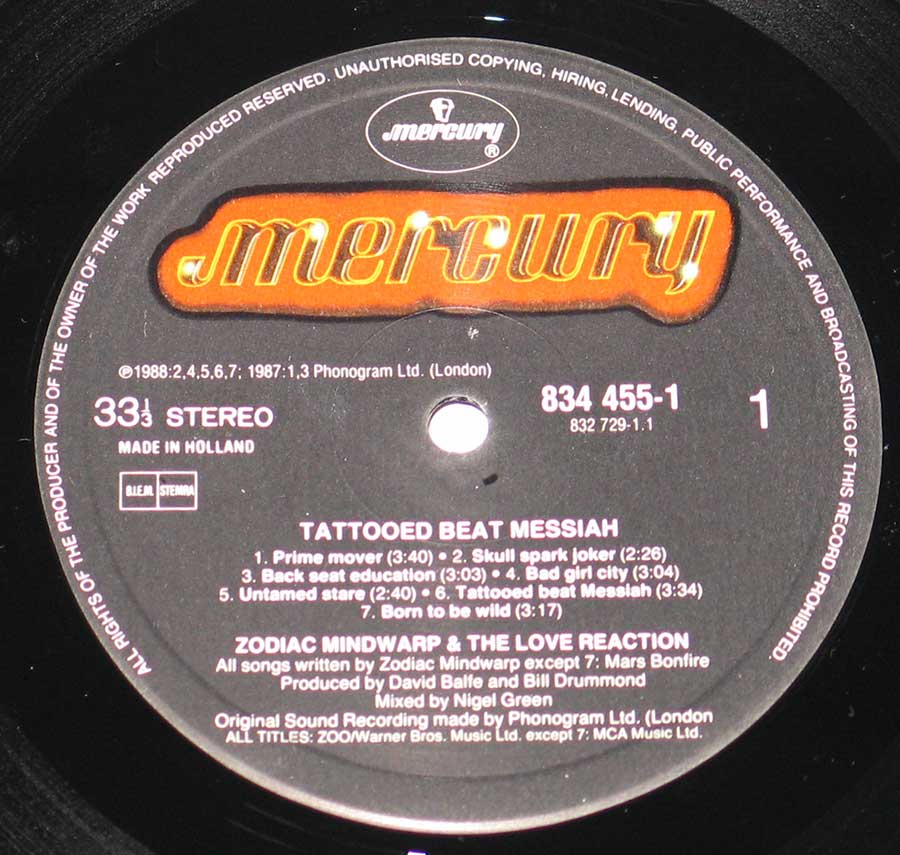 ALL RIGHTS OF THE PRODUCER AND OF THE OWNER OF THE WORK REPRODUCED RESERVED. UNAUTHORISED COPYING, HIRING, LENDING, PUBLIC PERFORMANCE AND BROADCASTING OF THIS RECORD PROHIBITED.
mercury
®
mercury
℗1988:2,4,5,6,7; 1987:1,3 Phonogram Ltd. (London)
33⅓ STEREO
MADE IN HOLLAND
B.I.E.M. STEMRA
834 455-1
832 729-1.1
1
TATTOOED BEAT MESSIAH
1. Prime mover (3:40) • 2. Skull spark joker (2:26)
3. Back seat education (3:03) • 4. Bad girl city (3:04)
5. Untamed stare (2:40) • 6. Tattooed beat Messiah (3:34)
7. Born to be wild (3:17)
ZODIAC MINDWARP & THE LOVE REACTION
All songs written by Zodiac Mindwarp except 7: Mars Bonfire
Produced by David Balfe and Bill Drummond
Mixed by Nigel Green
Original Sound Recording made by Phonogram Ltd. (London
ALL TITLES: ZOO/Warner Bros. Music Ltd. except 7: MCA Music Ltd.